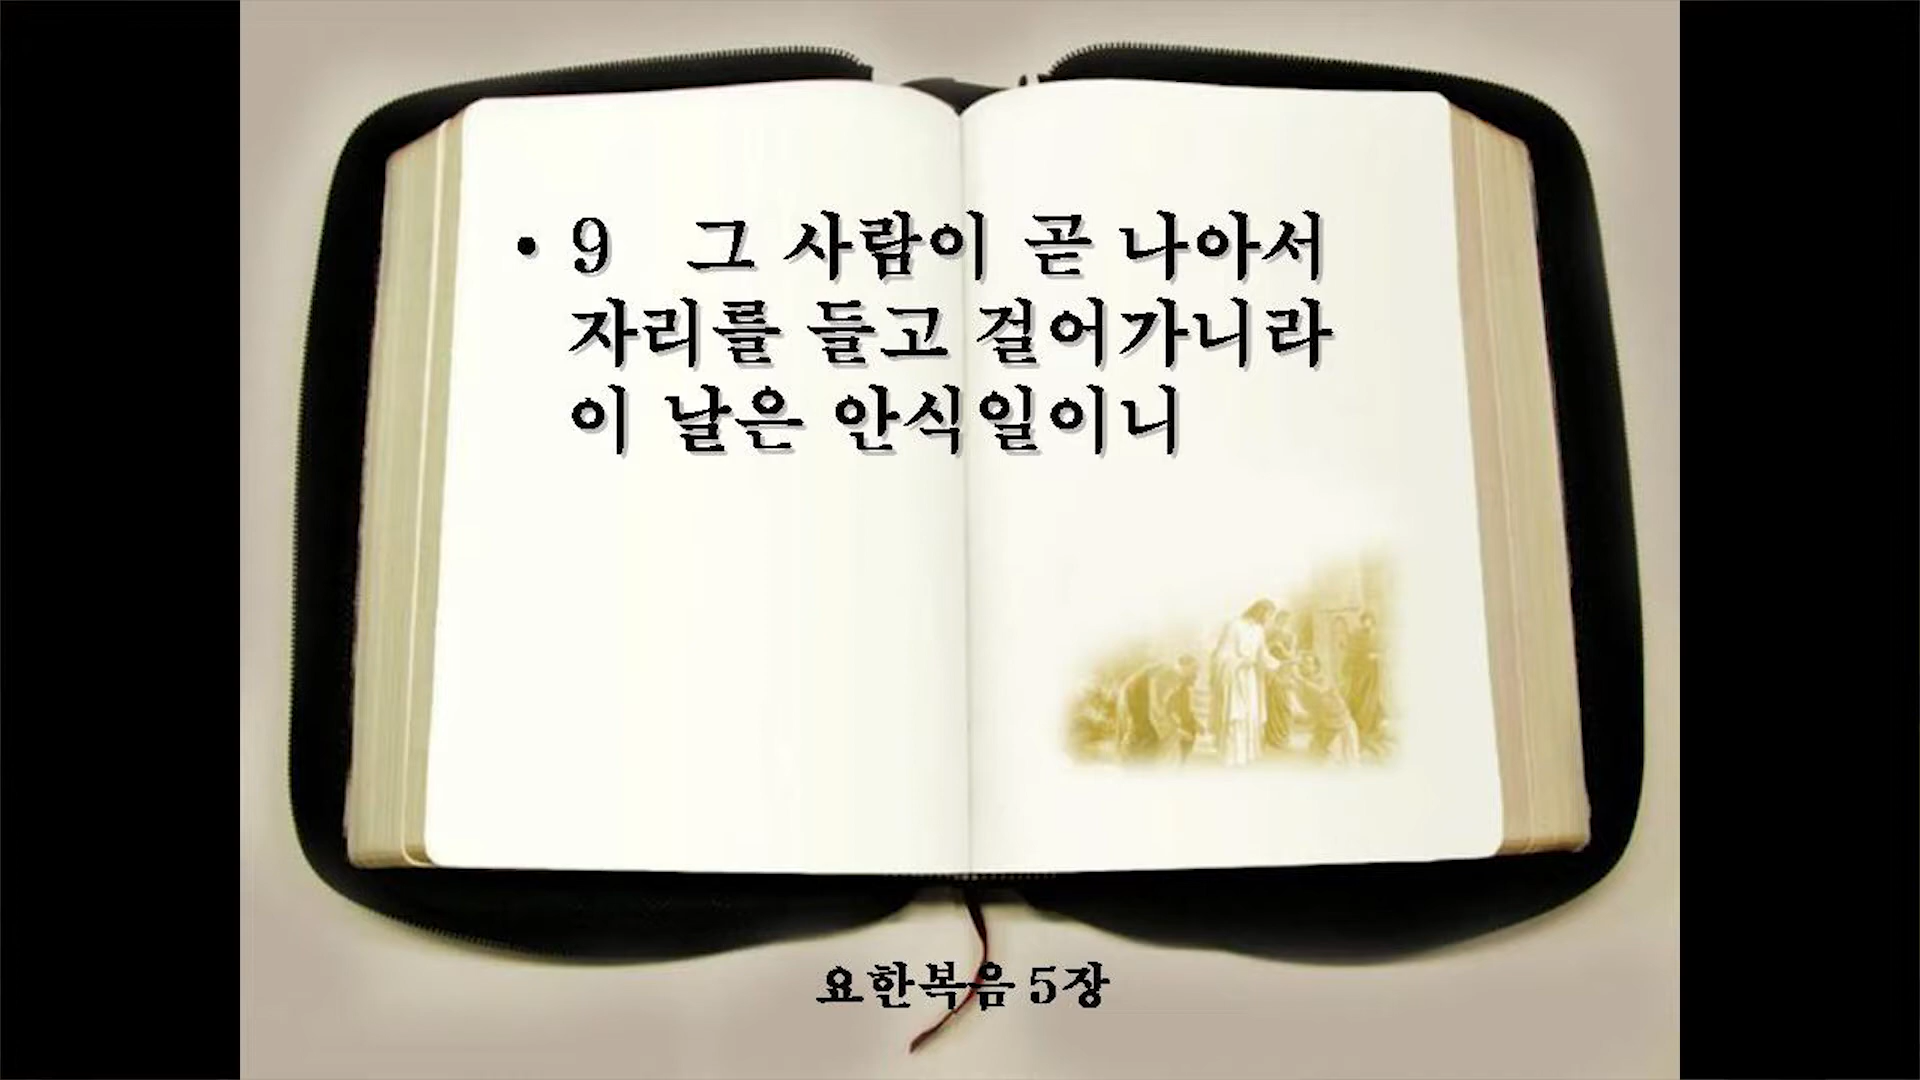 • 9 그 사람이 곧 나아서
자리를 들고 걸어가니라
이 날은 안식일이니
요한복음 5장